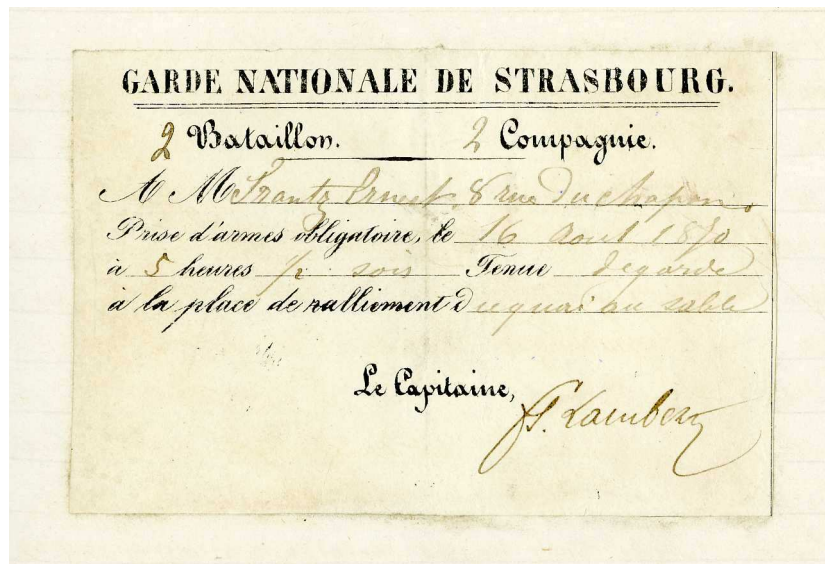 GARDE NATIONALE DE STRASBOURG.
2 Bataillon. 2 Compagnie.
A M Frantz Ernest 8 rue du chapon.
Prise d'armes obligatoire, le 16 aout 1870
à 5 heures 1/2 sois Tenue de garde
à la place de ralliement du quai au sable
Le Capitaine,
Lambert